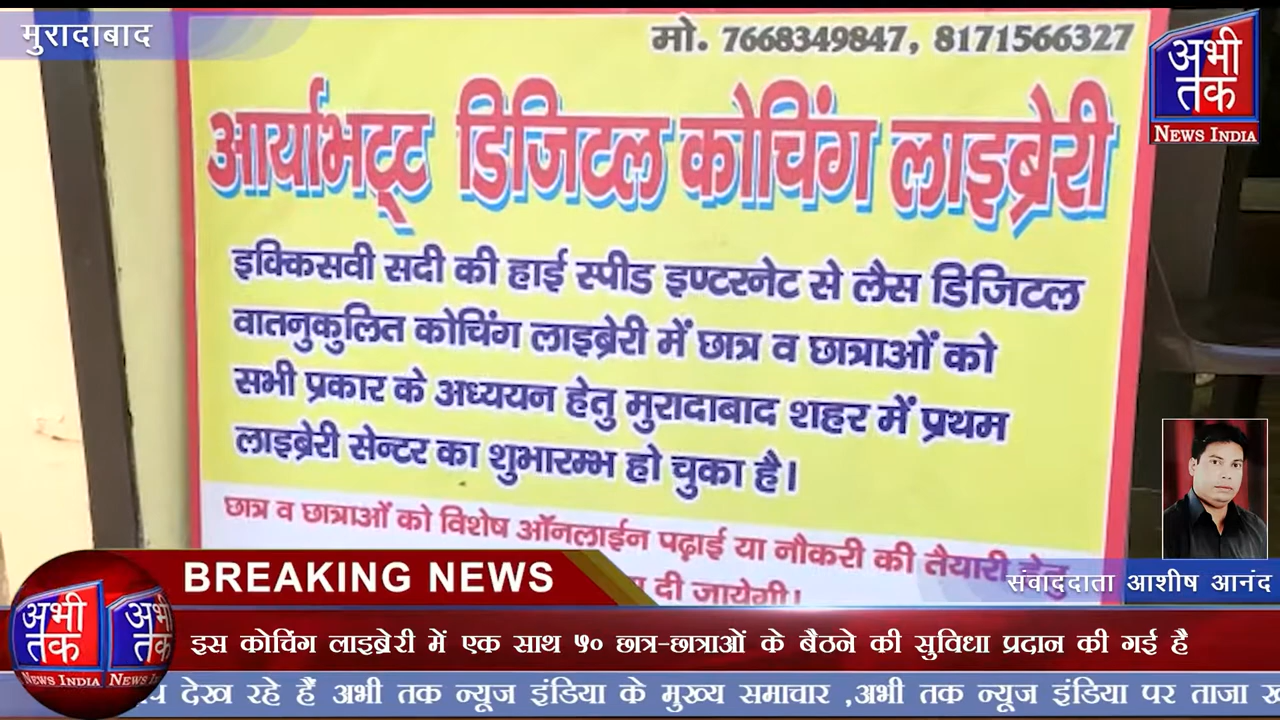 मुरादाबाद
मो. 7668349847, 8171566327
अभी
तक
NEWS INDIA
आर्याभट्ट डिजिटल कोचिंग लाइब्रेरी
इक्किसवी सदी की हाई स्पीड इण्टरनेट से लैस डिजिटल
वातनुकुलित कोचिंग लाइब्रेरी में छात्र व छात्राओं को
सभी प्रकार के अध्ययन हेतु मुरादाबाद शहर में प्रथम
लाइब्रेरी सेन्टर का शुभारम्भ हो चुका है।
छात्र व छात्राओं को विशेष ऑनलाईन पढ़ाई या नौकरी की तैयारी हेतु
दी जायेगी।
संवाददाता आशीष आनंद
BREAKING NEWS
अभी
तक
NEWS INDIA
अभी
तक
NEWS INDIA
इस कोचिंग लाइब्रेरी में एक साथ ५० छात्र-छात्राओं के बैठने की सुविधा प्रदान की गई है
देख रहे हैं अभी तक न्यूज इंडिया के मुख्य समाचार ,अभी तक न्यूज इंडिया पर ताजा